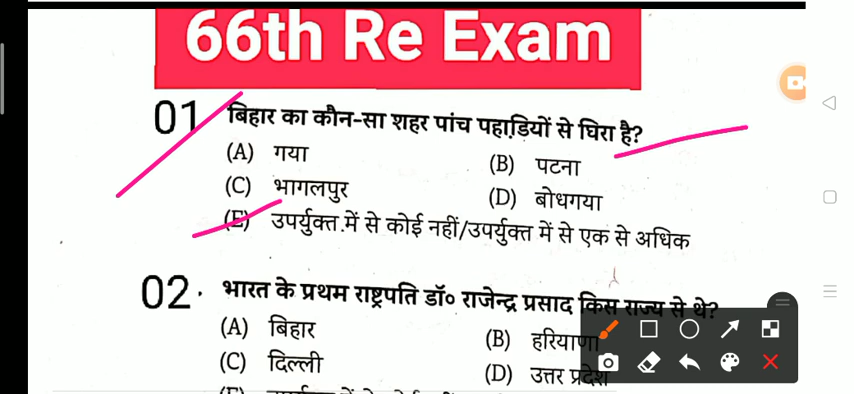 66th Re Exam
01 बिहार का कौन-सा शहर पांच पहाड़ियों से घिरा है?
(A) गया (B) पटना
(C) भागलपुर (D) बोधगया
(E) उपर्युक्त में से कोई नहीं/उपर्युक्त में से एक से अधिक
02. भारत के प्रथम राष्ट्रपति डॉ० राजेन्द्र प्रसाद किस राज्य से थे?
(A) बिहार (B) हरियाणा
(C) दिल्ली (D) उत्तर प्रदेश